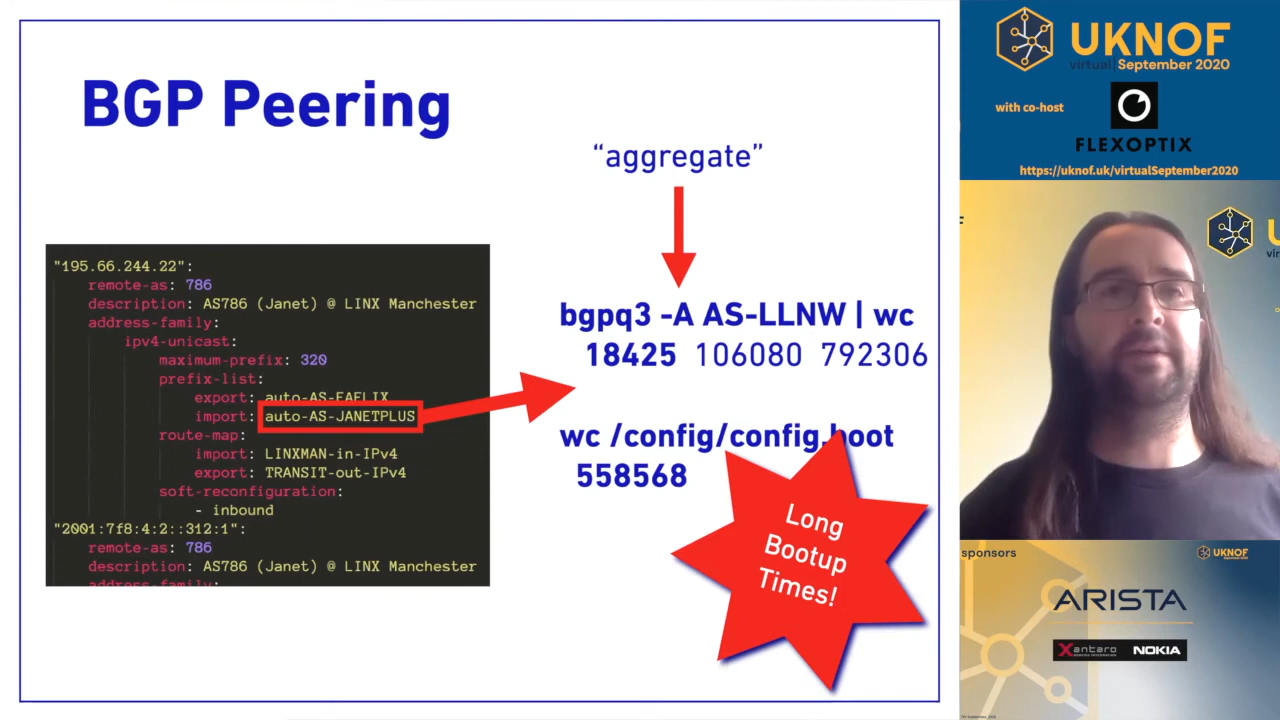 BGP Peering
"195.66.244.22":
remote-as: 786
description: AS786 (Janet) @ LINX Manchester
address-family:
ipv4-unicast:
maximum-prefix: 320
prefix-list:
export: auto-AS-FAELIX
import: auto-AS-JANETPLUS
route-map:
import: LINXMAN-in-IPv4
export: TRANSIT-out-IPv4
soft-reconfiguration:
- inbound
"2001:7f8:4:2::312:1":
remote-as: 786
description: AS786 (Janet) @ LINX Manchester
address-family:
“aggregate”
bgpq3 -A AS-LLNW | wc
18425 106080 792306
wc /config/config.boot
558568
Long
Bootup
Times!
UKNOF
virtual September 2020
with co-host
FLEXOPTIX
https://uknof.uk/virtualSeptember2020
sponsors
UKNOF
ARISTA
Xantaro
NOKIA